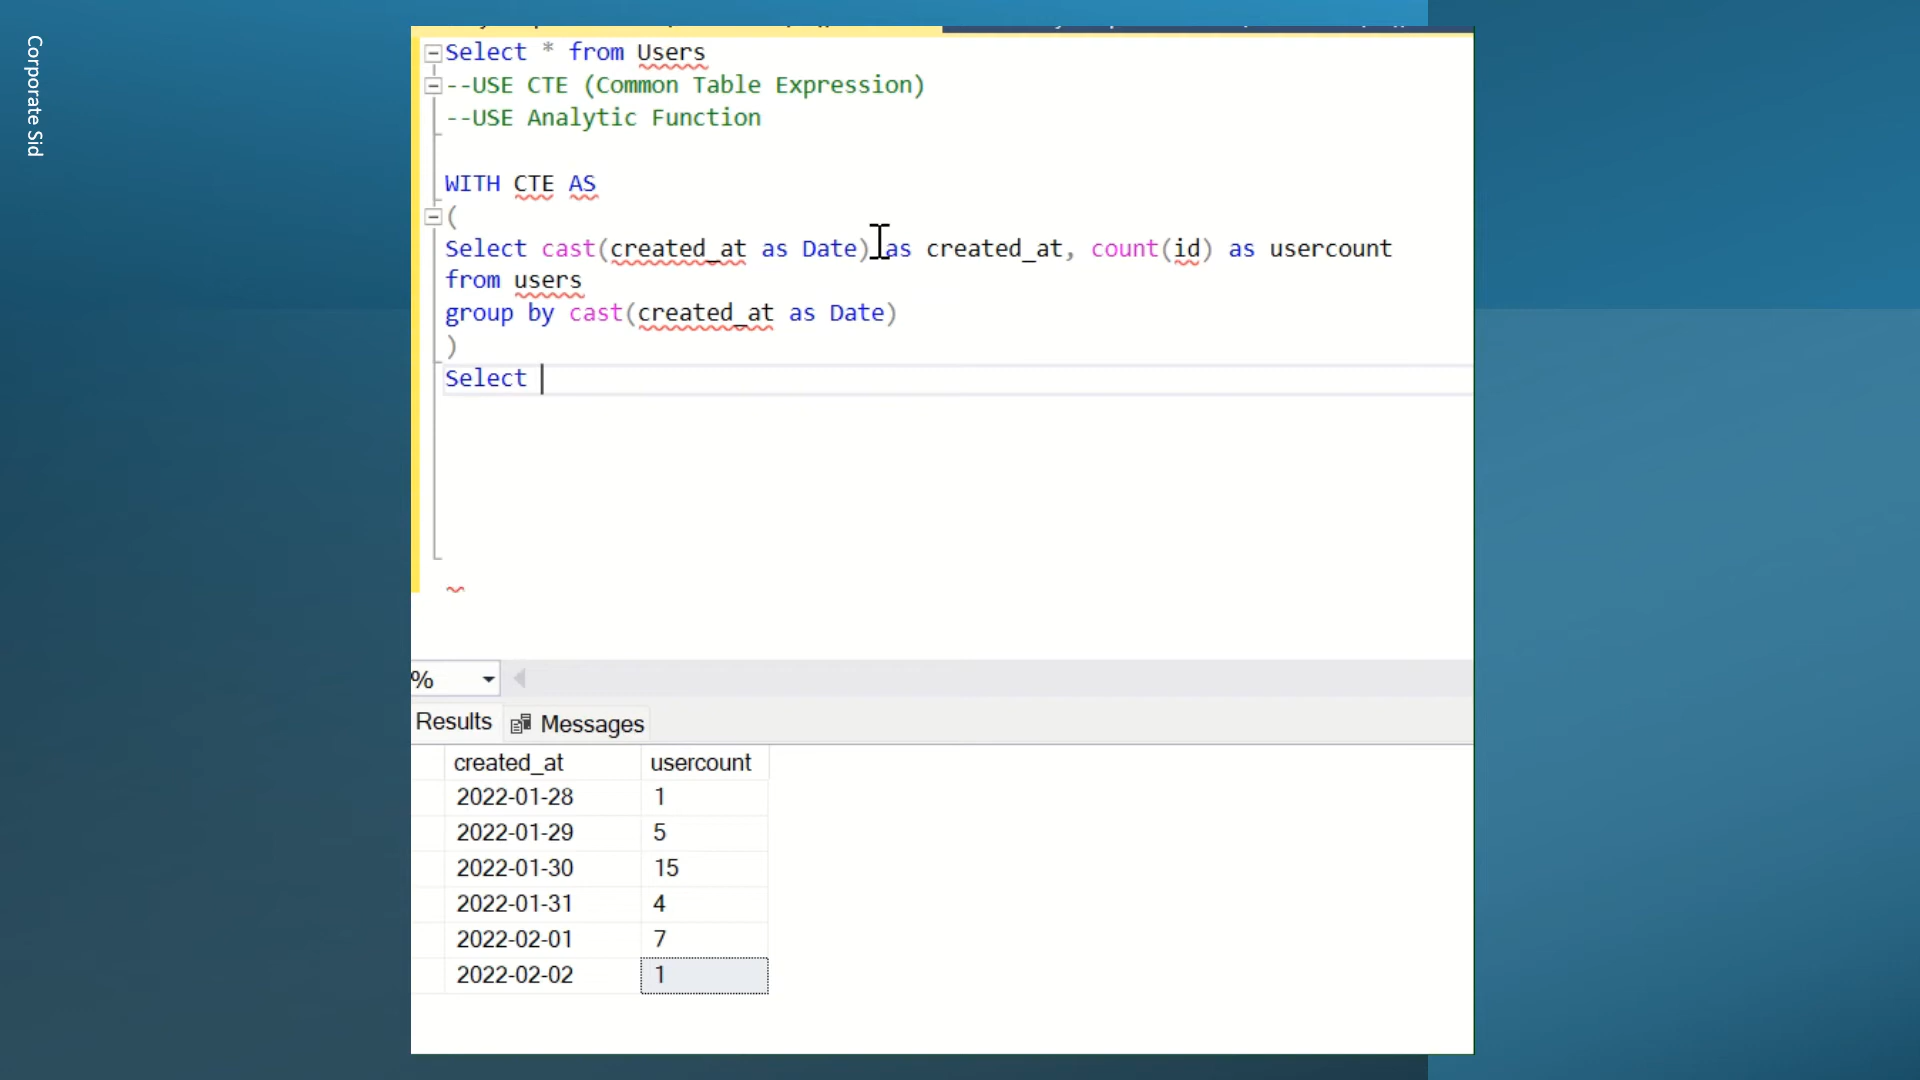 Corporate Sid
Select * from Users
--USE CTE (Common Table Expression)
--USE Analytic Function
WITH CTE AS
(
Select cast(created_at as Date) as created_at, count(id) as usercount
from users
group by cast(created_at as Date)
)
Select
%
Results Messages
created_at usercount
2022-01-28 1
2022-01-29 5
2022-01-30 15
2022-01-31 4
2022-02-01 7
2022-02-02 1